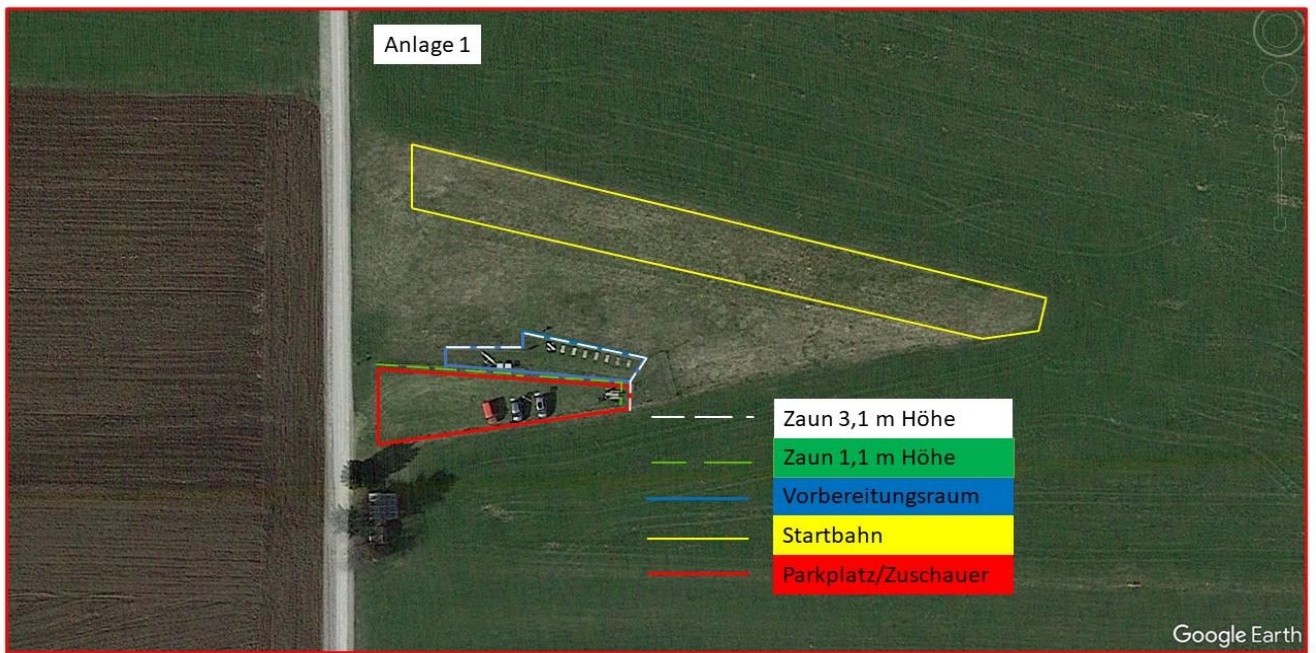 Anlage 1
Zaun 3,1 m Höhe
Zaun 1,1 m Höhe
Vorbereitungsraum
Startbahn
Parkplatz/Zuschauer
Google Earth